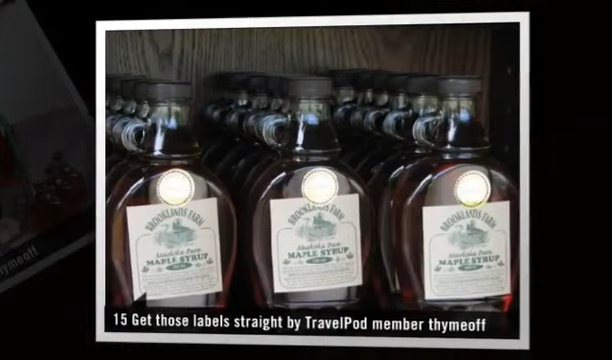 BROOKLANDS FARM
Muskoka Pure
MAPLE SYRUP
BROOKLANDS FARM
Muskoka Pure
MAPLE SYRUP
BROOKLANDS FARM
Muskoka Pure
MAPLE SYRUP
15 Get those labels straight by TravelPod member thymeoff
thymeoff